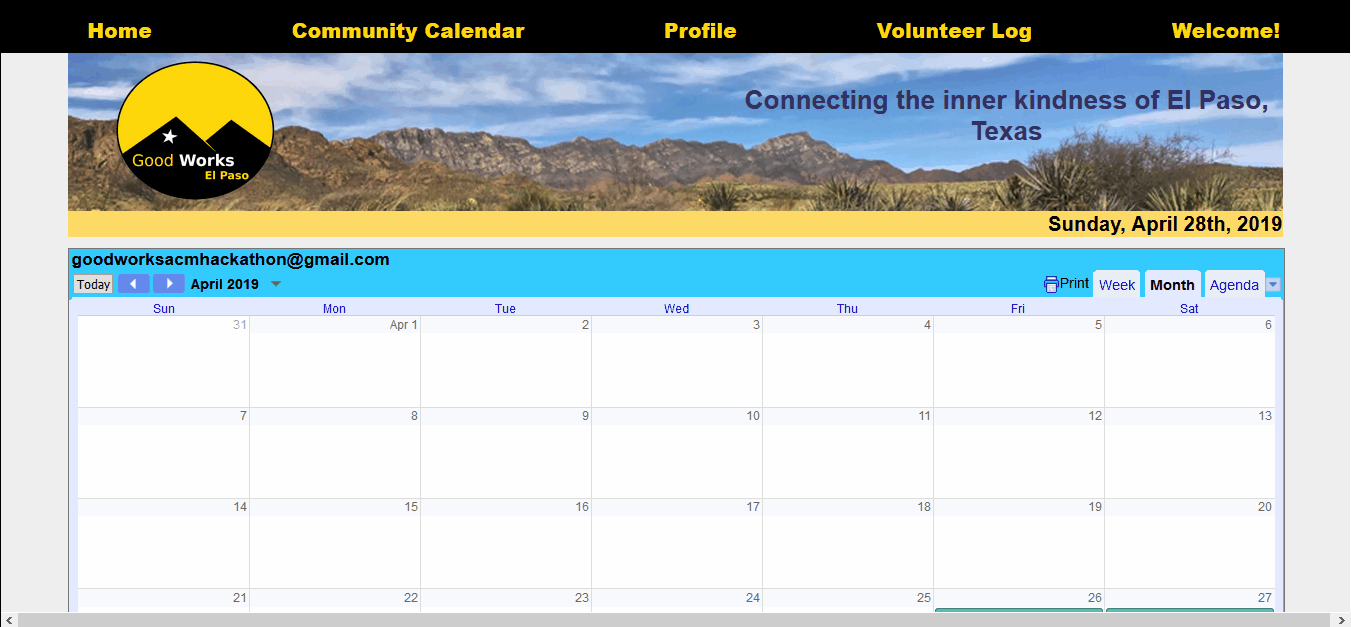 Home Community Calendar Profile Volunteer Log Welcome!
Connecting the inner kindness of El Paso,
Texas
Good Works
El Paso
Sunday, April 28th, 2019
goodworksacmhackathon@gmail.com
Today April 2019 Print Week Month Agenda
Sun Mon Tue Wed Thu Fri Sat
31 Apr 1 2 3 4 5 6
7 8 9 10 11 12 13
14 15 16 17 18 19 20
21 22 23 24 25 26 27